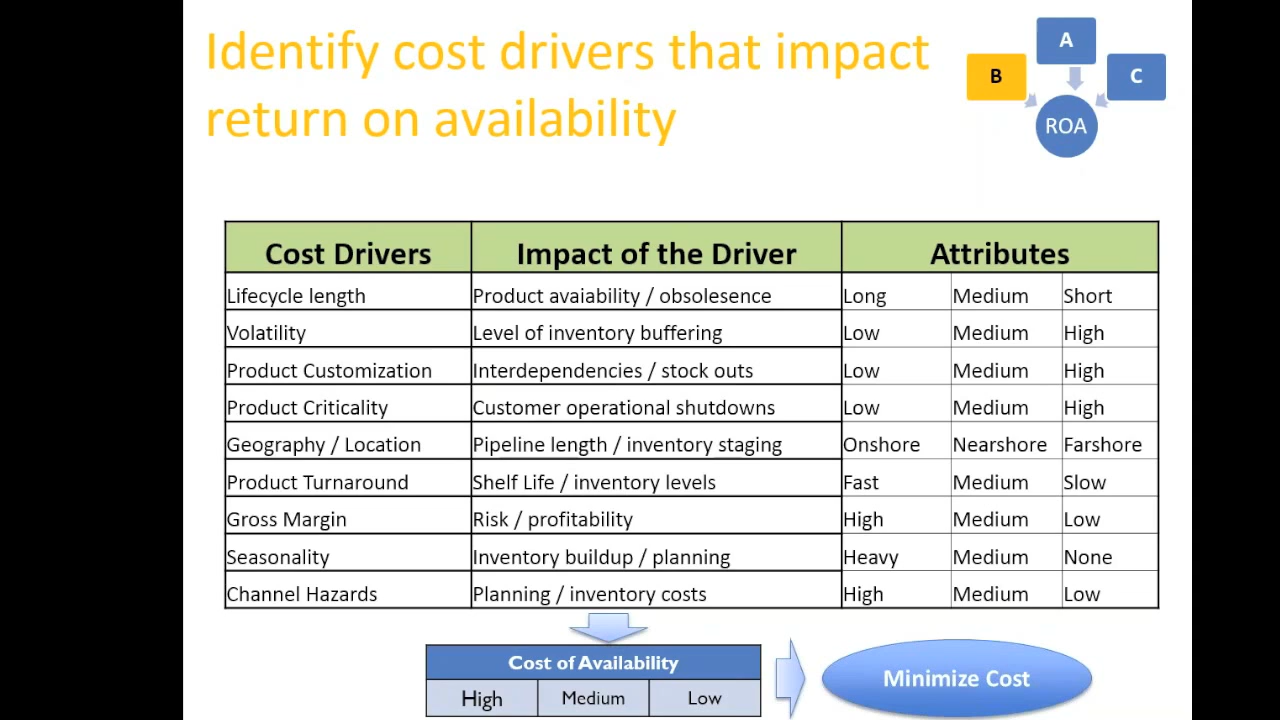 Identify cost drivers that impact
return on availability
A
B
C
ROA
Cost Drivers Impact of the Driver Attributes
Lifecycle length Product avaiability / obsolesence Long Medium Short
Volatility Level of inventory buffering Low Medium High
Product Customization Interdependencies / stock outs Low Medium High
Product Criticality Customer operational shutdowns Low Medium High
Geography / Location Pipeline length / inventory staging Onshore Nearshore Farshore
Product Turnaround Shelf Life / inventory levels Fast Medium Slow
Gross Margin Risk / profitability High Medium Low
Seasonality Inventory buildup / planning Heavy Medium None
Channel Hazards Planning / inventory costs High Medium Low
Cost of Availability
High Medium Low
Minimize Cost